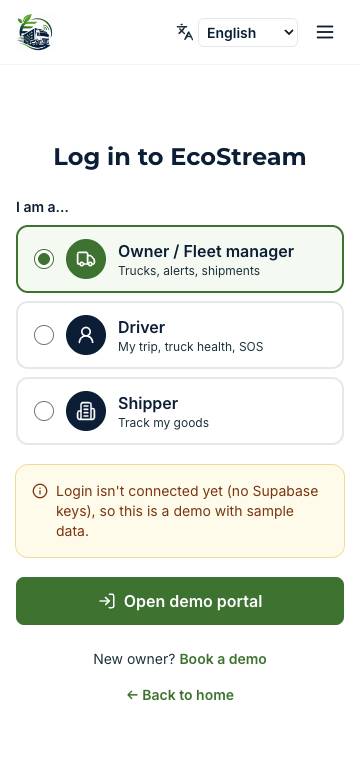 English
Log in to EcoStream
I am a...
Owner / Fleet manager
Trucks, alerts, shipments
Driver
My trip, truck health, SOS
Shipper
Track my goods
Login isn't connected yet (no Supabase
keys), so this is a demo with sample
data.
Open demo portal
New owner? Book a demo
← Back to home